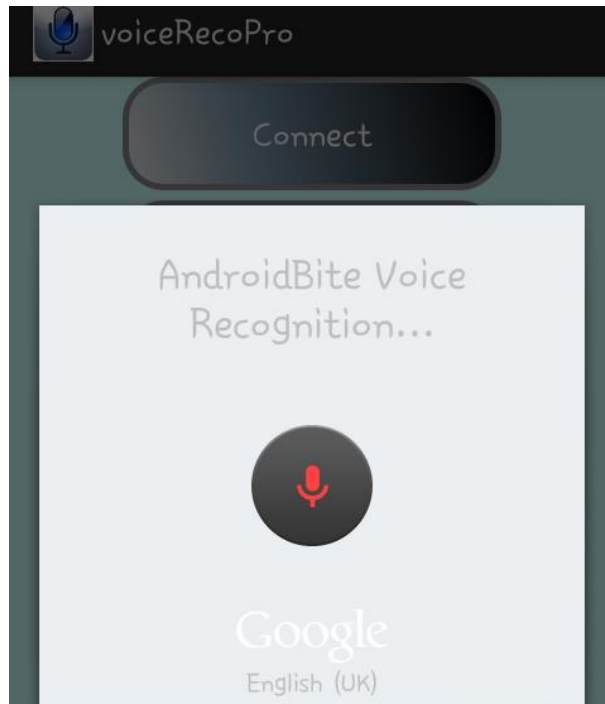 voiceRecoPro
Connect
AndroidBite Voice
Recognition...
Google
English (UK)